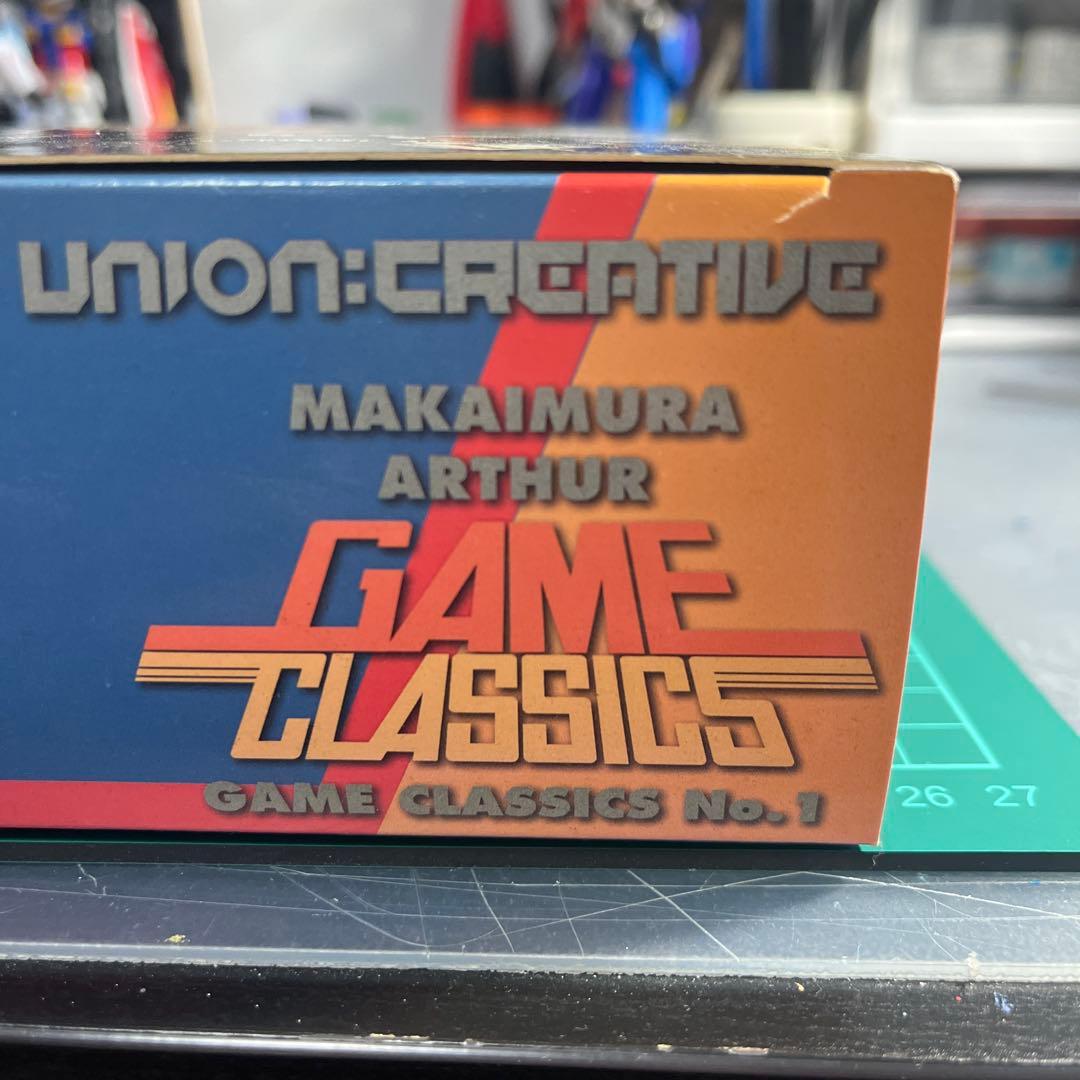 UNION:CREATIVE
MAKAIMURA
ARTHUR
GAME
CLASSICS
GAME CLASSICS No. 1
26 27